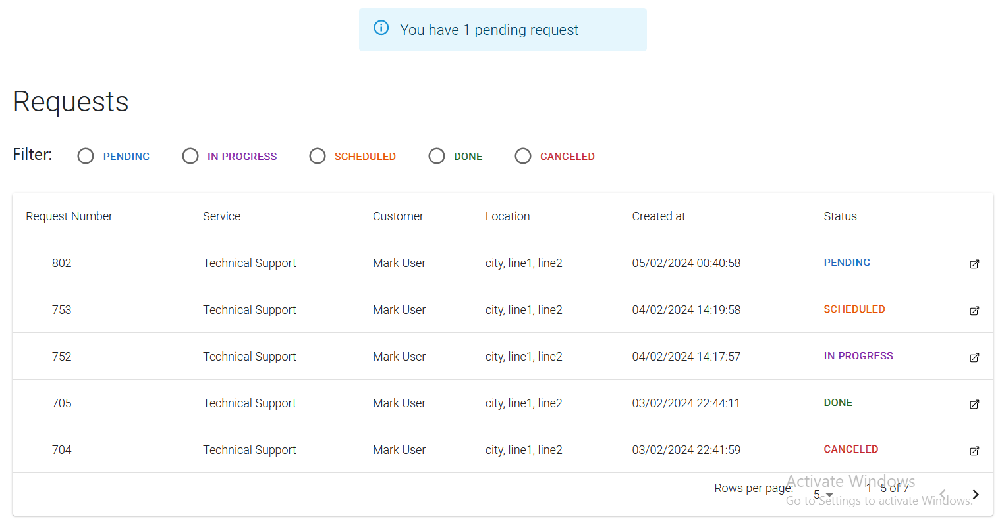 You have 1 pending request
Requests
Filter: PENDING IN PROGRESS SCHEDULED DONE CANCELED
Request Number Service Customer Location Created at Status
802 Technical Support Mark User city, line1, line2 05/02/2024 00:40:58 PENDING
753 Technical Support Mark User city, line1, line2 04/02/2024 14:19:58 SCHEDULED
752 Technical Support Mark User city, line1, line2 04/02/2024 14:17:57 IN PROGRESS
705 Technical Support Mark User city, line1, line2 03/02/2024 22:44:11 DONE
704 Technical Support Mark User city, line1, line2 03/02/2024 22:41:59 CANCELED
Rows per page: 5 1–5 of 7
Activate Windows
Go to Settings to activate Windows.